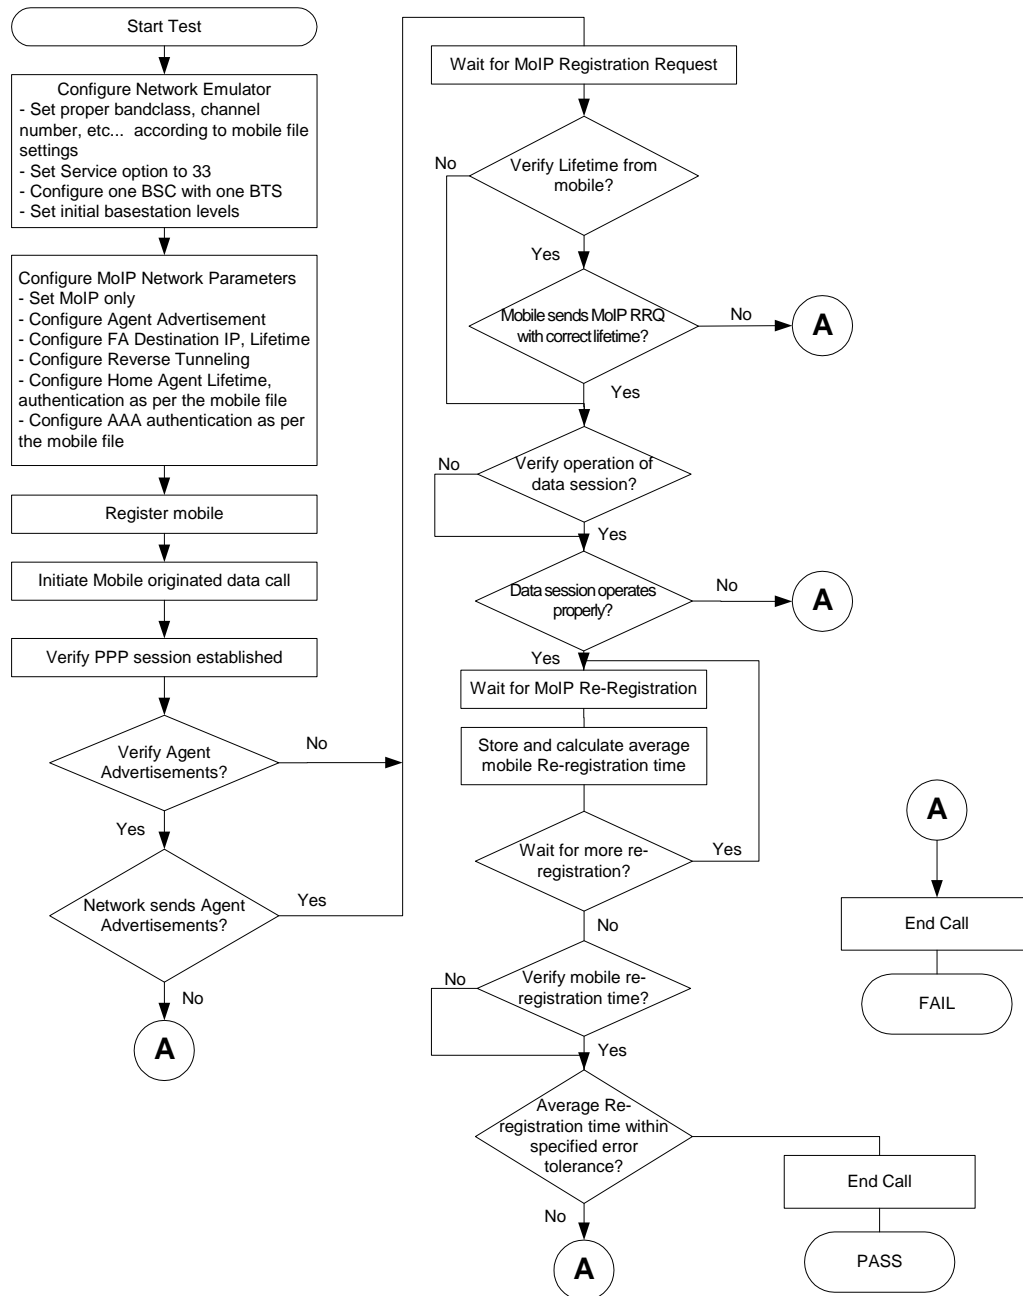 Start Test
Configure Network Emulator
- Set proper bandclass, channel
number, etc... according to mobile file
settings
- Set Service option to 33
- Configure one BSC with one BTS
- Set initial basestation levels
Configure MoIP Network Parameters
- Set MoIP only
- Configure Agent Advertisement
- Configure FA Destination IP, Lifetime
- Configure Reverse Tunneling
- Configure Home Agent Lifetime,
authentication as per the mobile file
- Configure AAA authentication as per
the mobile file
Register mobile
Initiate Mobile originated data call
Verify PPP session established
Verify Agent
Advertisements?
No
Yes
Network sends Agent
Advertisements?
Yes
No
A
Wait for MoIP Registration Request
No
Verify Lifetime from
mobile?
Yes
Mobile sends MoIP RRQ
with correct lifetime?
No
A
Yes
No
Verify operation of
data session?
Yes
Data session operates
properly?
No
A
Yes
Wait for MoIP Re-Registration
Store and calculate average
mobile Re-registration time
Wait for more re-
registration?
Yes
No
No
Verify mobile re-
registration time?
Yes
Average Re-
registration time within
specified error
tolerance?
No
A
End Call
PASS
A
End Call
FAIL